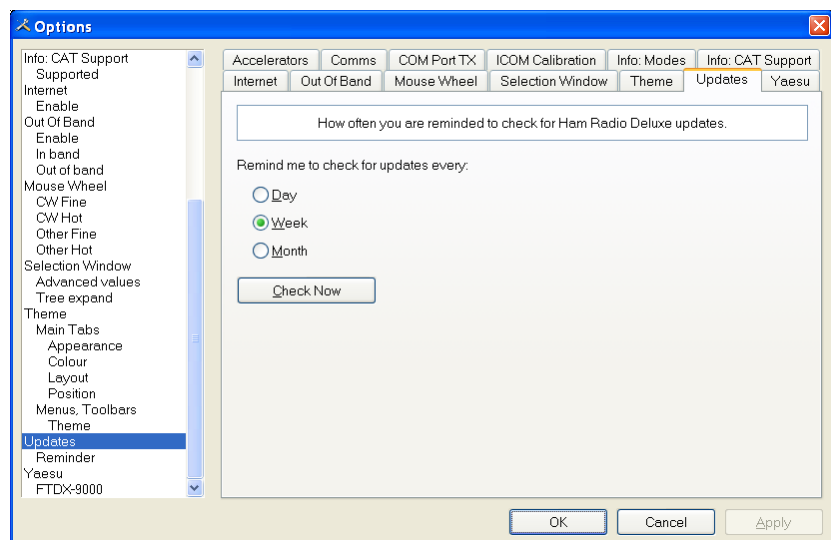 Options
Info: CAT Support
Supported
Internet
Enable
Out Of Band
Enable
In band
Out of band
Mouse Wheel
CW Fine
CW Hot
Other Fine
Other Hot
Selection Window
Advanced values
Tree expand
Theme
Main Tabs
Appearance
Colour
Layout
Position
Menus, Toolbars
Theme
Updates
Reminder
Yaesu
FTDX-9000
Accelerators Comms COM Port TX ICOM Calibration Info: Modes Info: CAT Support
Internet Out Of Band Mouse Wheel Selection Window Theme Updates Yaesu
How often you are reminded to check for Ham Radio Deluxe updates.
Remind me to check for updates every:
Day
Week
Month
Check Now
OK Cancel Apply